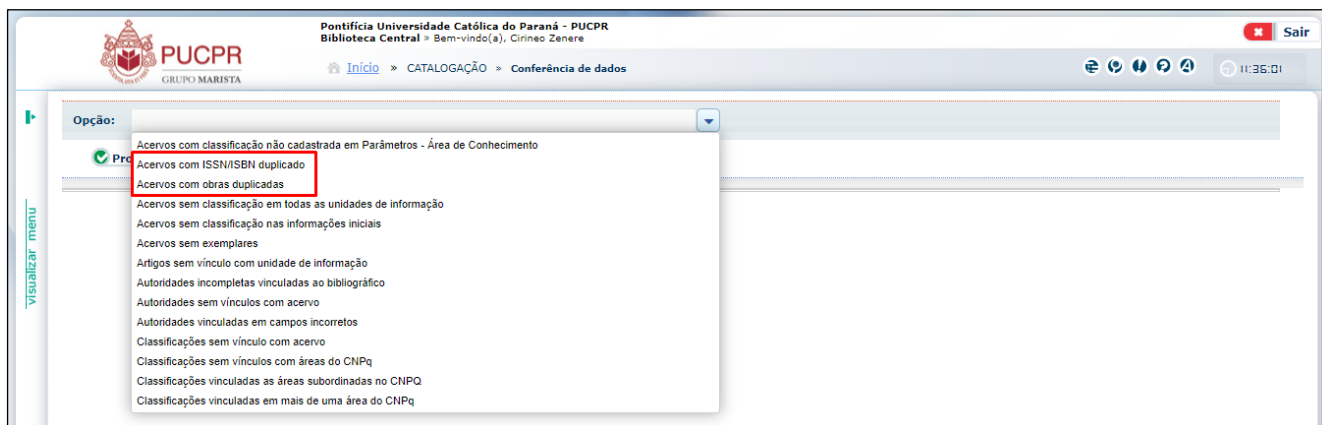 Pontifícia Universidade Católica do Paraná - PUCPR
Biblioteca Central » Bem-vindo(a), Cirineo Zenere
Sair
PUCPR
GRUPO MARISTA
Início » CATALOGAÇÃO » Conferência de dados
11:36:01
Opção:
Acervos com classificação não cadastrada em Parâmetros - Área de Conhecimento
Pro
Acervos com ISSN/ISBN duplicado
Acervos com obras duplicadas
Acervos sem classificação em todas as unidades de informação
Acervos sem classificação nas informações iniciais
Acervos sem exemplares
Artigos sem vínculo com unidade de informação
Autoridades incompletas vinculadas ao bibliográfico
Autoridades sem vínculos com acervo
Autoridades vinculadas em campos incorretos
Classificações sem vínculo com acervo
Classificações sem vínculos com áreas do CNPq
Classificações vinculadas as áreas subordinadas no CNPQ
Classificações vinculadas em mais de uma área do CNPq
visualizar menu